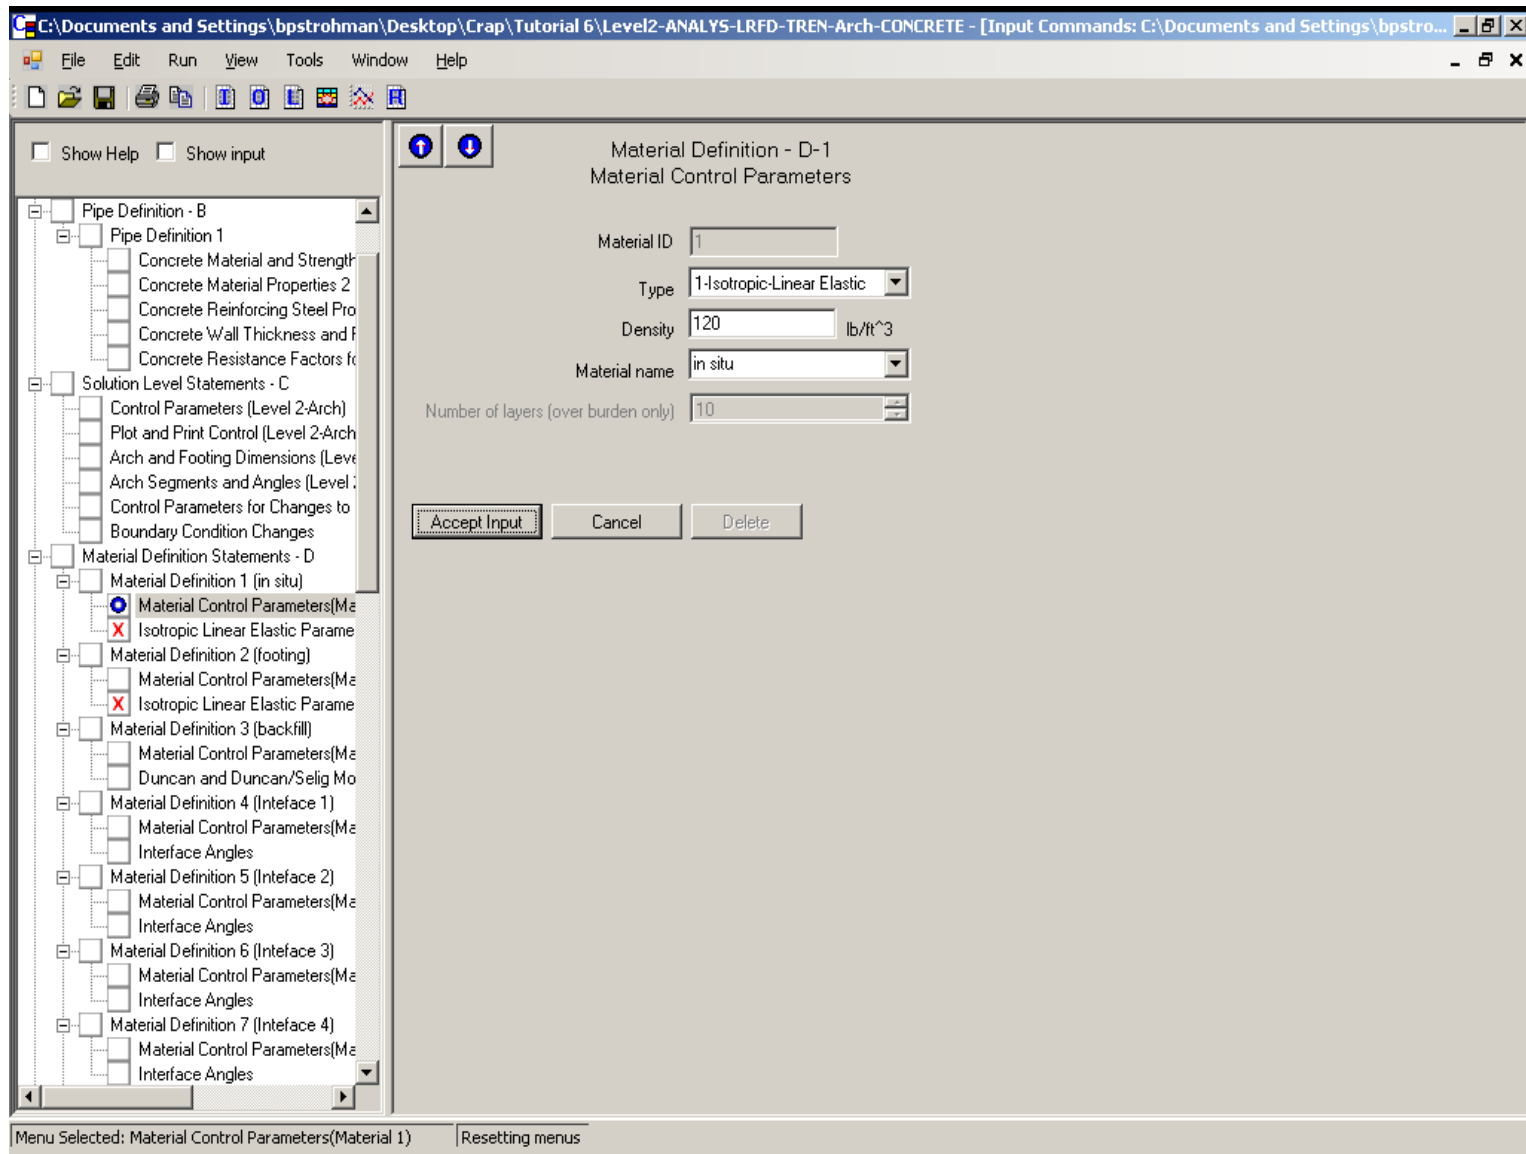 C:\Documents and Settings\bpstrohman\Desktop\Crap\Tutorial 6\Level2-ANALYS-LRFD-TREN-Arch-CONCRETE - [Input Commands: C:\Documents and Settings\bpstro...
File Edit Run View Tools Window Help
Show Help Show input
Pipe Definition - B
Pipe Definition 1
Concrete Material and Strength
Concrete Material Properties 2
Concrete Reinforcing Steel Pro
Concrete Wall Thickness and
Concrete Resistance Factors fo
Solution Level Statements - C
Control Parameters (Level 2-Arch)
Plot and Print Control (Level 2-Arch
Arch and Footing Dimensions (Leve
Arch Segments and Angles (Level
Control Parameters for Changes to
Boundary Condition Changes
Material Definition Statements - D
Material Definition 1 (in situ)
Material Control Parameters(Ma
Isotropic Linear Elastic Parame
Material Definition 2 (footing)
Material Control Parameters(Ma
Isotropic Linear Elastic Parame
Material Definition 3 (backfill)
Material Control Parameters(Ma
Duncan and Duncan/Selig Mo
Material Definition 4 (Inteface 1)
Material Control Parameters(Ma
Interface Angles
Material Definition 5 (Inteface 2)
Material Control Parameters(Ma
Interface Angles
Material Definition 6 (Inteface 3)
Material Control Parameters(Ma
Interface Angles
Material Definition 7 (Inteface 4)
Material Control Parameters(Ma
Interface Angles
Material Definition - D-1
Material Control Parameters
Material ID 1
Type 1-Isotropic-Linear Elastic
Density 120 lb/ft^3
Material name in situ
Number of layers (over burden only) 10
Accept Input Cancel Delete
Menu Selected: Material Control Parameters(Material 1) Resetting menus